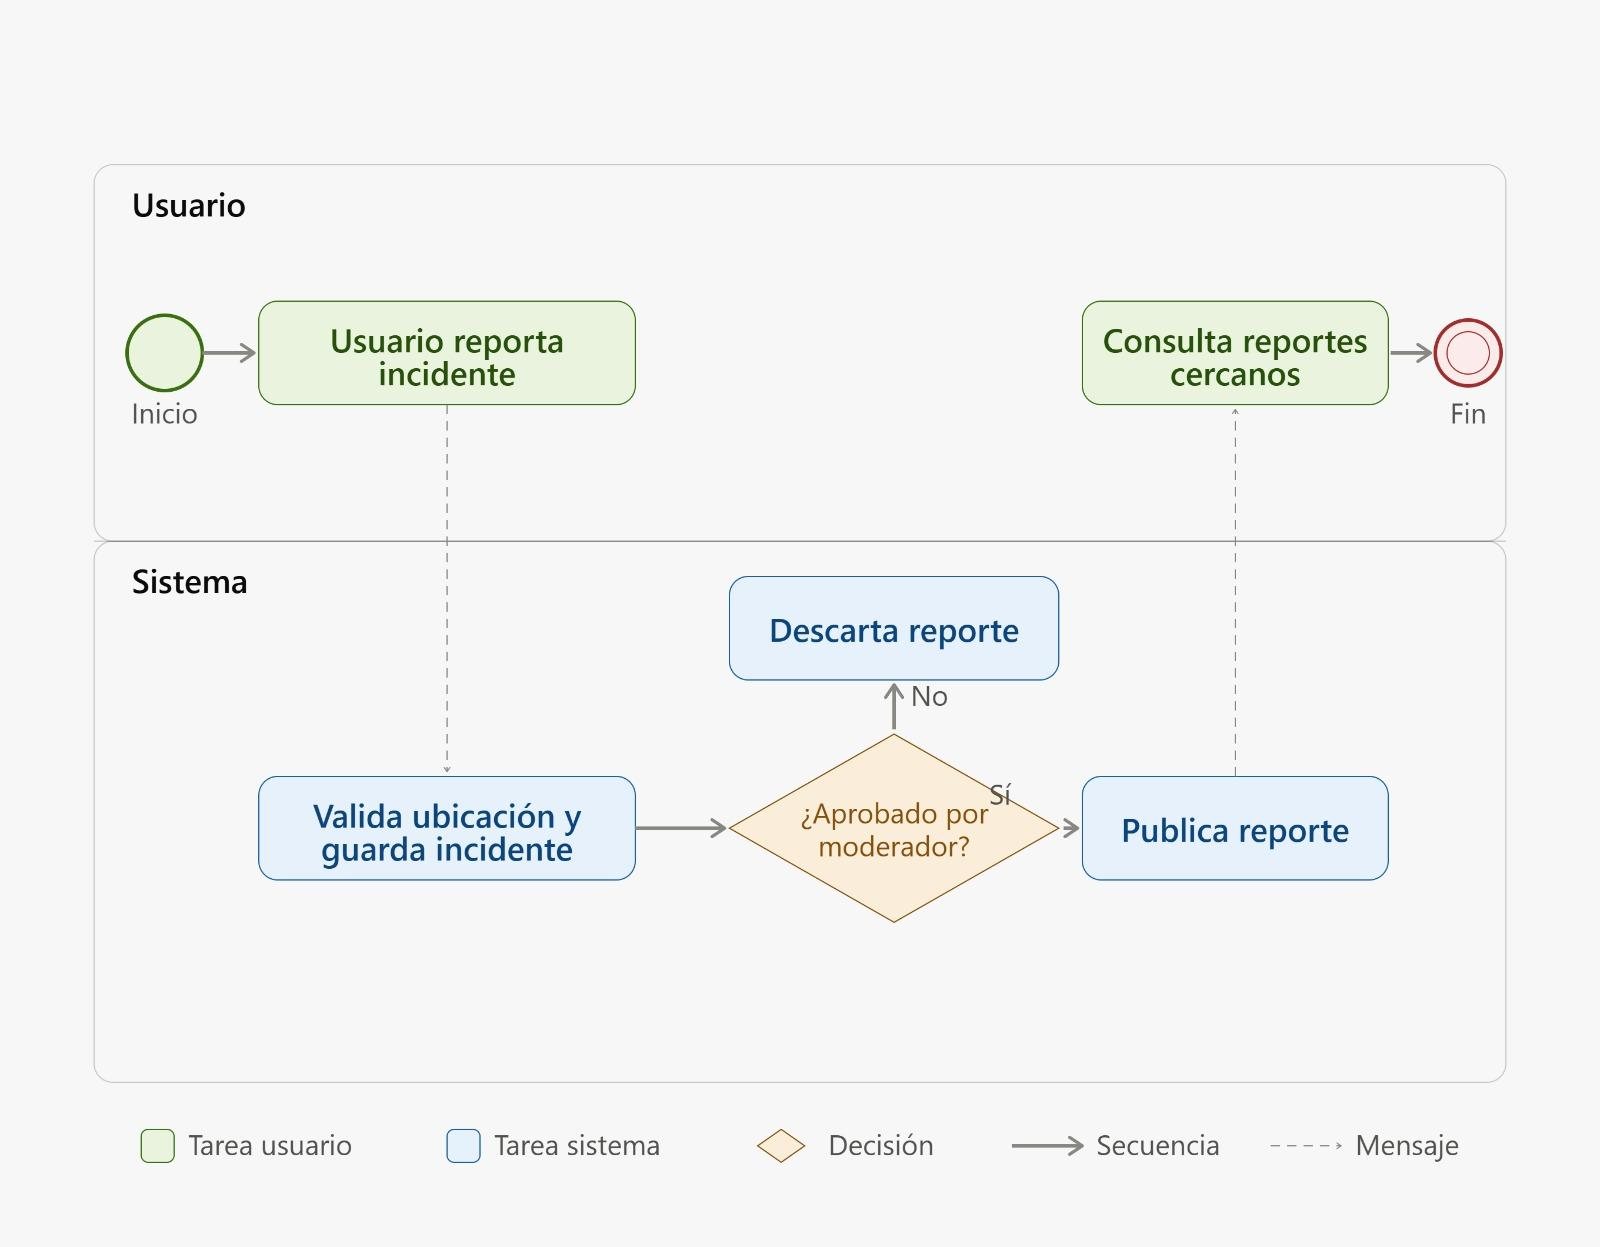 Usuario
Usuario reporta
incidente
Consulta reportes
cercanos
Inicio
Fin
Sistema
Descarta reporte
No
Sí
Valida ubicación y
guarda incidente
¿Aprobado por
moderador?
Publica reporte
Tarea usuario
Tarea sistema
Decisión
Secuencia
Mensaje